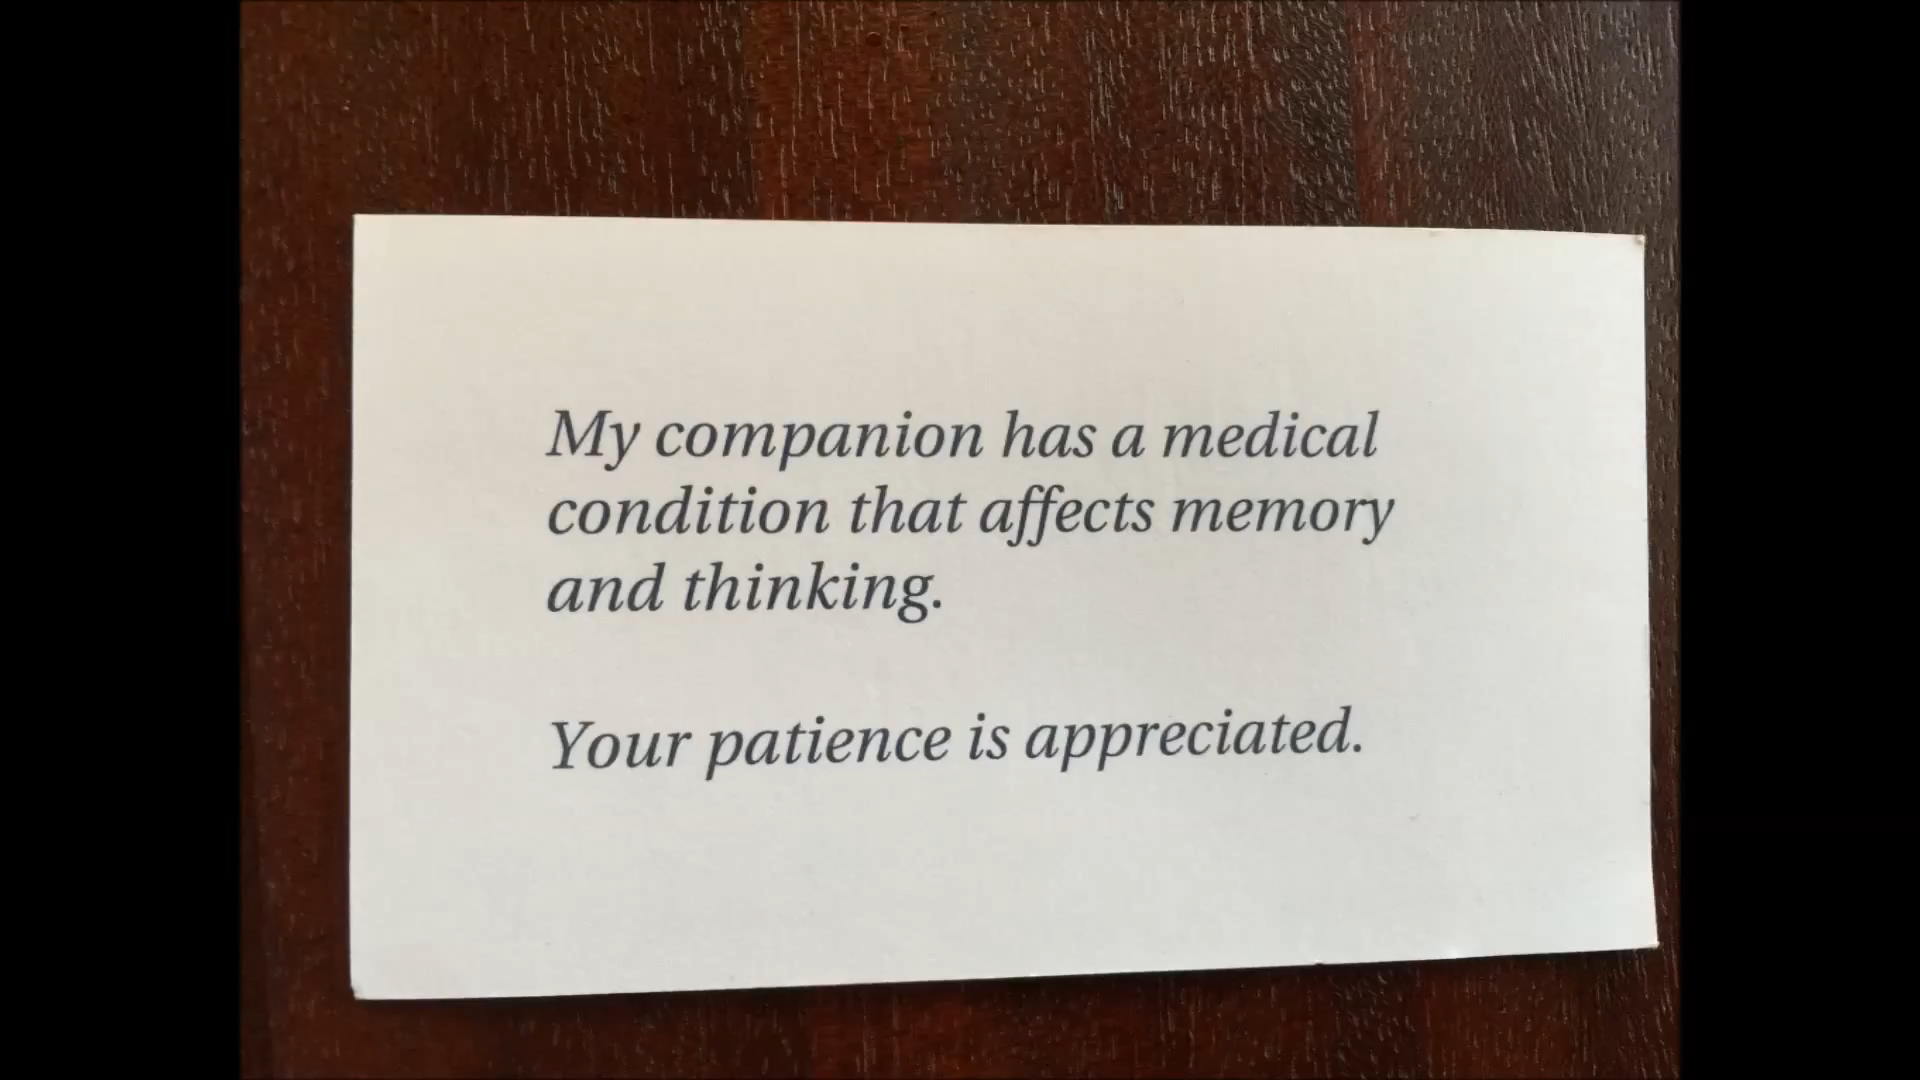 My companion has a medical
condition that affects memory
and thinking.
Your patience is appreciated.